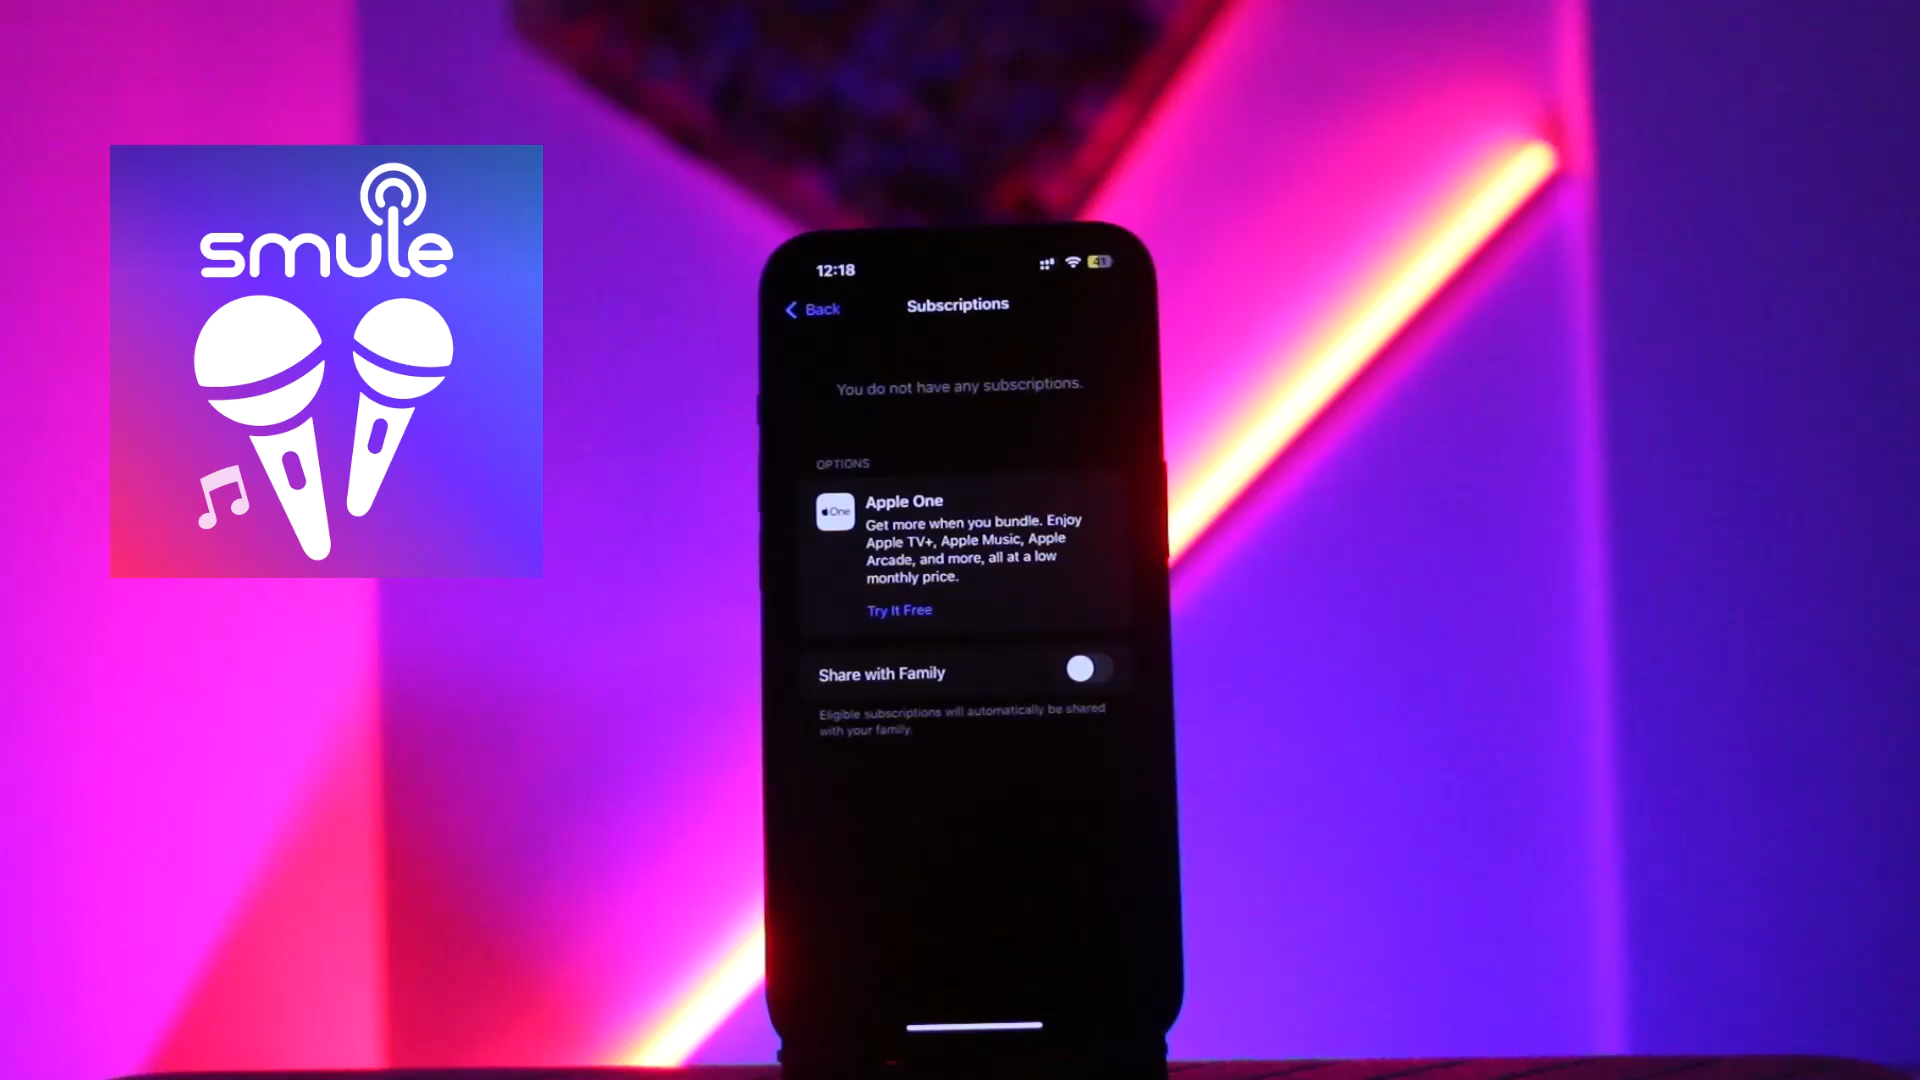 smule
12:18
41
Back
Subscriptions
You do not have any subscriptions.
OPTIONS
One
Apple One
Get more when you bundle. Enjoy
Apple TV+, Apple Music, Apple
Arcade, and more, all at a low
monthly price.
Try It Free
Share with Family
Eligible subscriptions will automatically be shared
with your family.